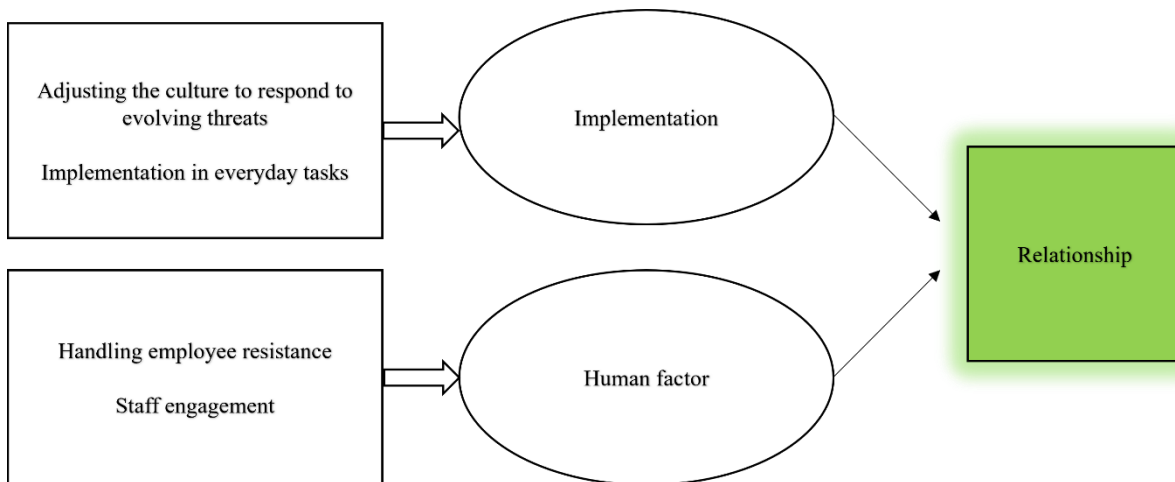 Adjusting the culture to respond to
evolving threats
Implementation in everyday tasks
Implementation
Relationship
Handling employee resistance
Staff engagement
Human factor